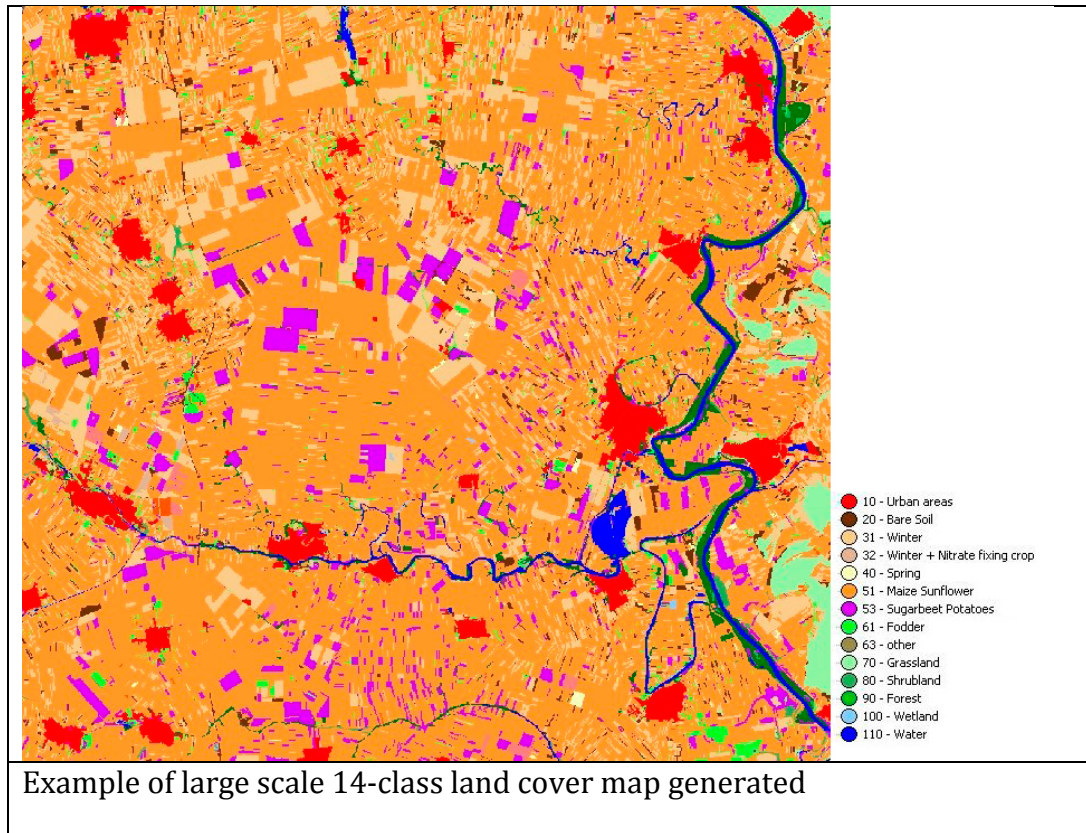 10 - Urban areas
20 - Bare Soil
31 - Winter
32 - Winter + Nitrate fixing crop
40 - Spring
51 - Maize Sunflower
53 - Sugarbeet Potatoes
61 - Fodder
63 - other
70 - Grassland
80 - Shrubland
90 - Forest
100 - Wetland
110 - Water
Example of large scale 14-class land cover map generated